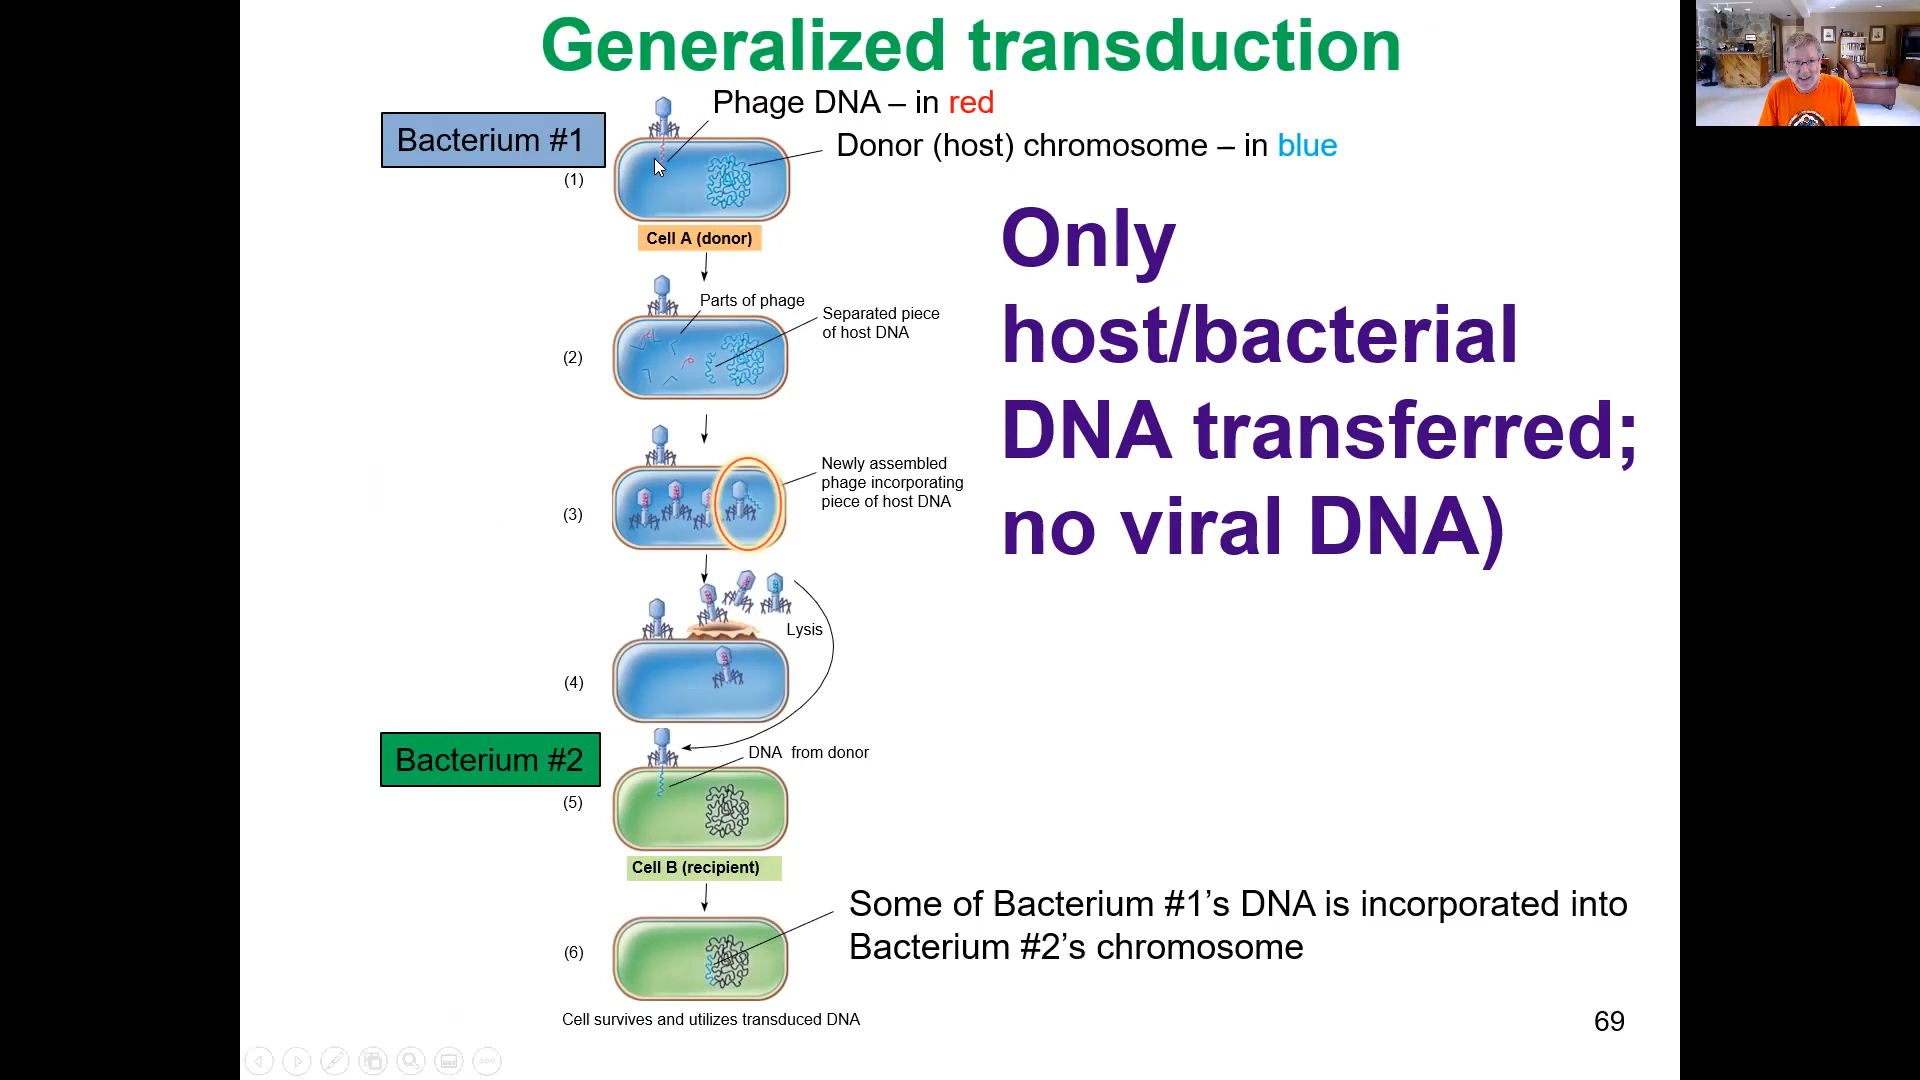 Generalized transduction
Phage DNA – in red
Bacterium #1
Donor (host) chromosome – in blue
(1)
Cell A (donor)
Only
host/bacterial
DNA transferred;
no viral DNA)
Parts of phage
Separated piece
of host DNA
(2)
Newly assembled
phage incorporating
piece of host DNA
(3)
Lysis
(4)
Bacterium #2
DNA from donor
(5)
Cell B (recipient)
Some of Bacterium #1’s DNA is incorporated into
Bacterium #2’s chromosome
(6)
Cell survives and utilizes transduced DNA
69